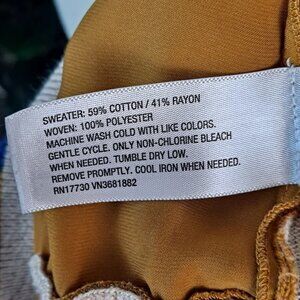 SWEATER: 59% COTTON / 41% RAYON
WOVEN: 100% POLYESTER
MACHINE WASH COLD WITH LIKE COLORS.
GENTLE CYCLE. ONLY NON-CHLORINE BLEACH
WHEN NEEDED. TUMBLE DRY LOW.
REMOVE PROMPTLY. COOL IRON WHEN NEEDED.
RN17730 VN3681882